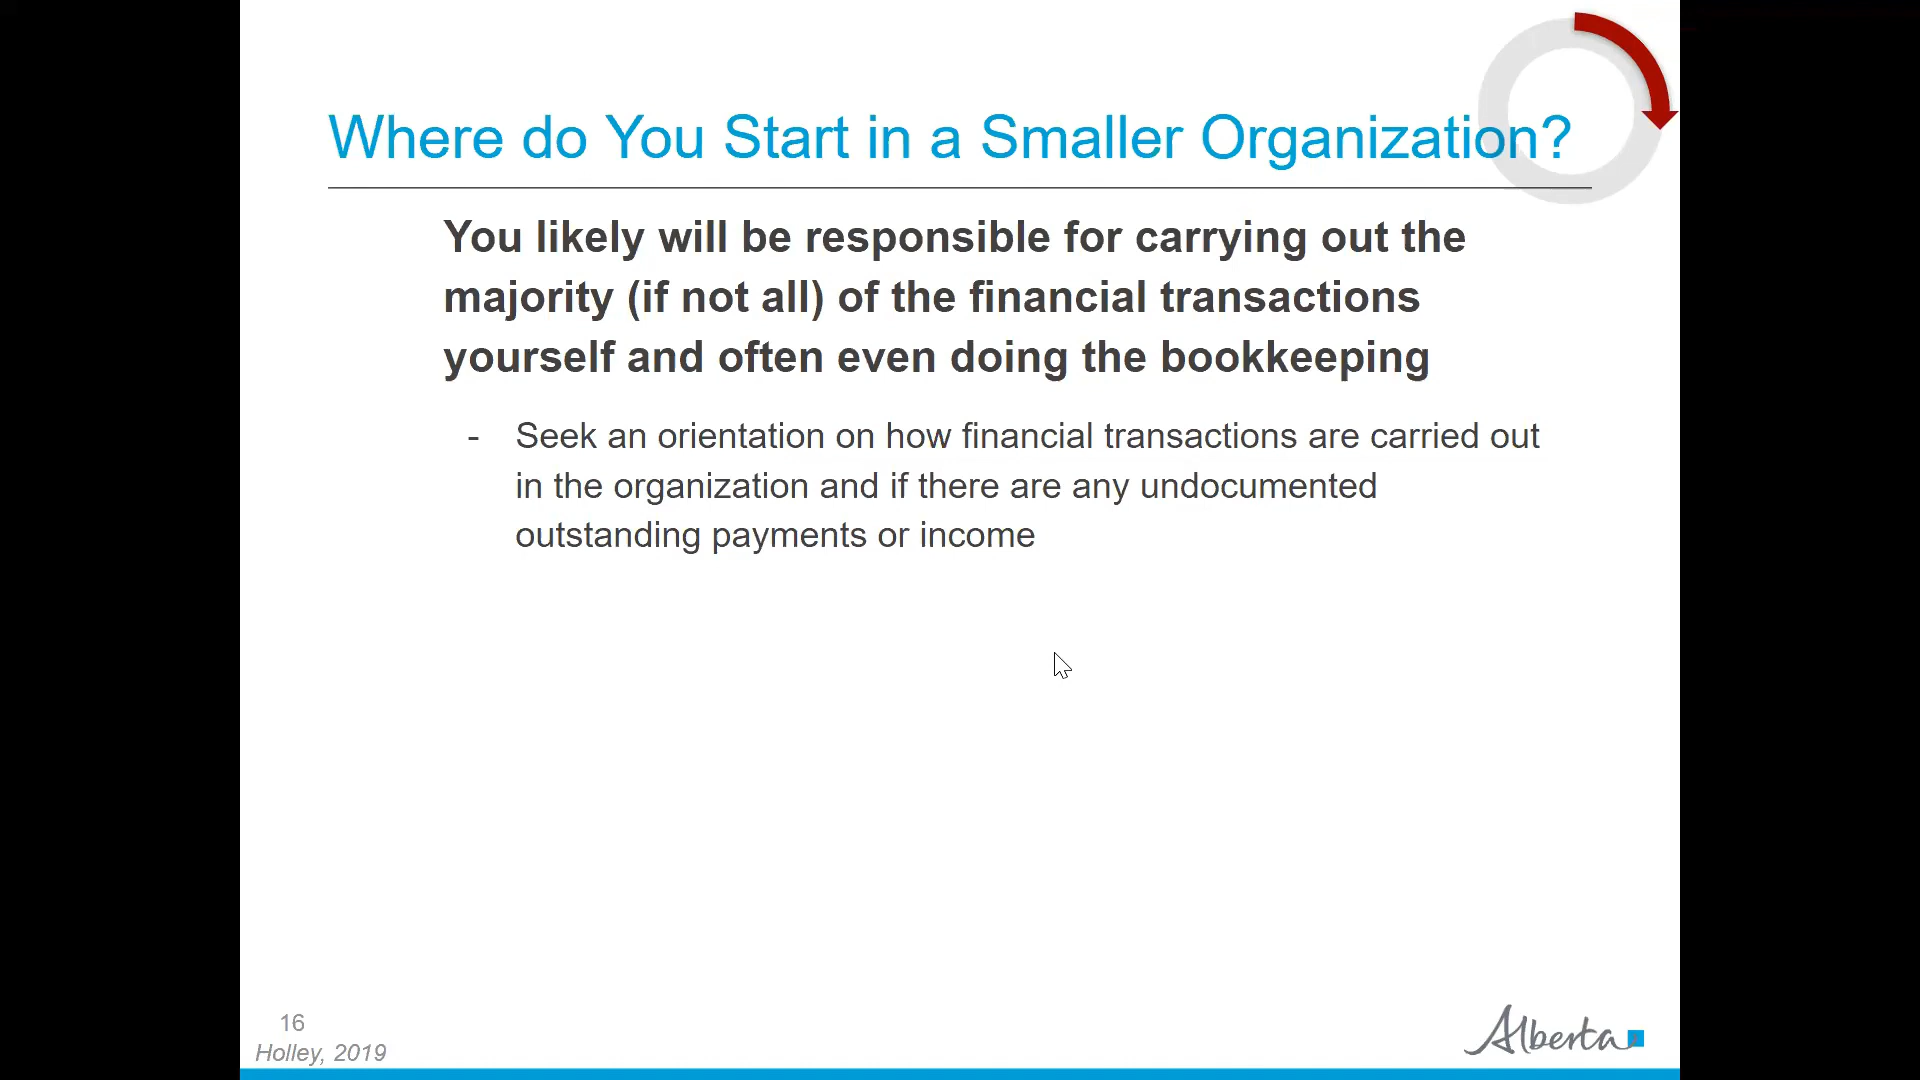 Where do You Start in a Smaller Organization?
You likely will be responsible for carrying out the
majority (if not all) of the financial transactions
yourself and often even doing the bookkeeping
- Seek an orientation on how financial transactions are carried out
in the organization and if there are any undocumented
outstanding payments or income
16
Holley, 2019
Alberta